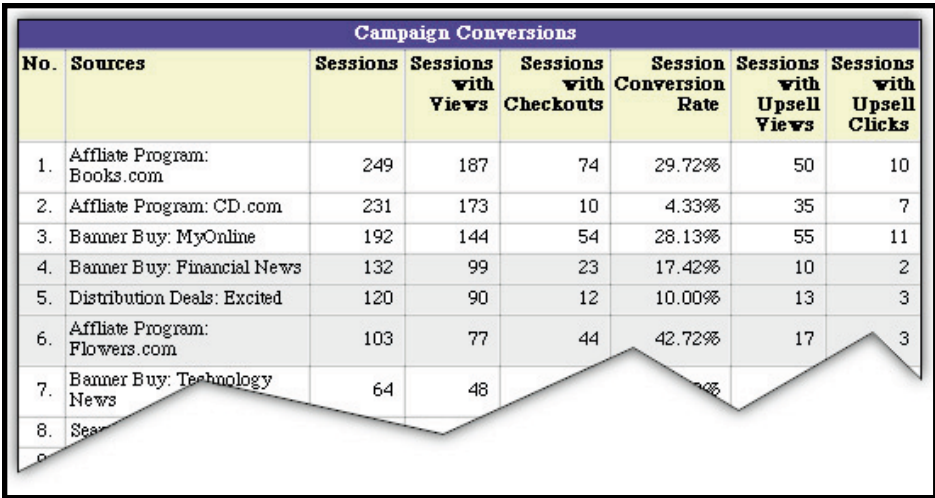 Campaign Conversions
No. Sources Sessions Sessions with Views Sessions with Checkouts Session Conversion Rate Sessions with Upsell Views Sessions with Upsell Clicks
1. Affliate Program: Books.com 249 187 74 29.72% 50 10
2. Affliate Program: CD.com 231 173 10 4.33% 35 7
3. Banner Buy: MyOnline 192 144 54 28.13% 55 11
4. Banner Buy: Financial News 132 99 23 17.42% 10 2
5. Distribution Deals: Excited 120 90 12 10.00% 13 3
6. Affliate Program: Flowers.com 103 77 44 42.72% 17 3
7. Banner Buy: Technology News 64 48
8.